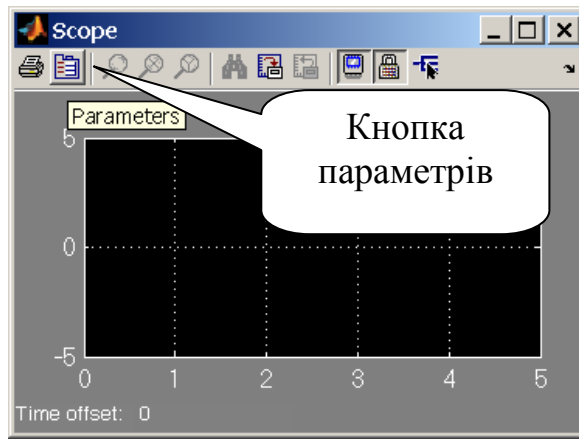 Scope
Parameters
Кнопка
параметрів
5
0
-5
0 1 2 3 4 5
Time offset: 0